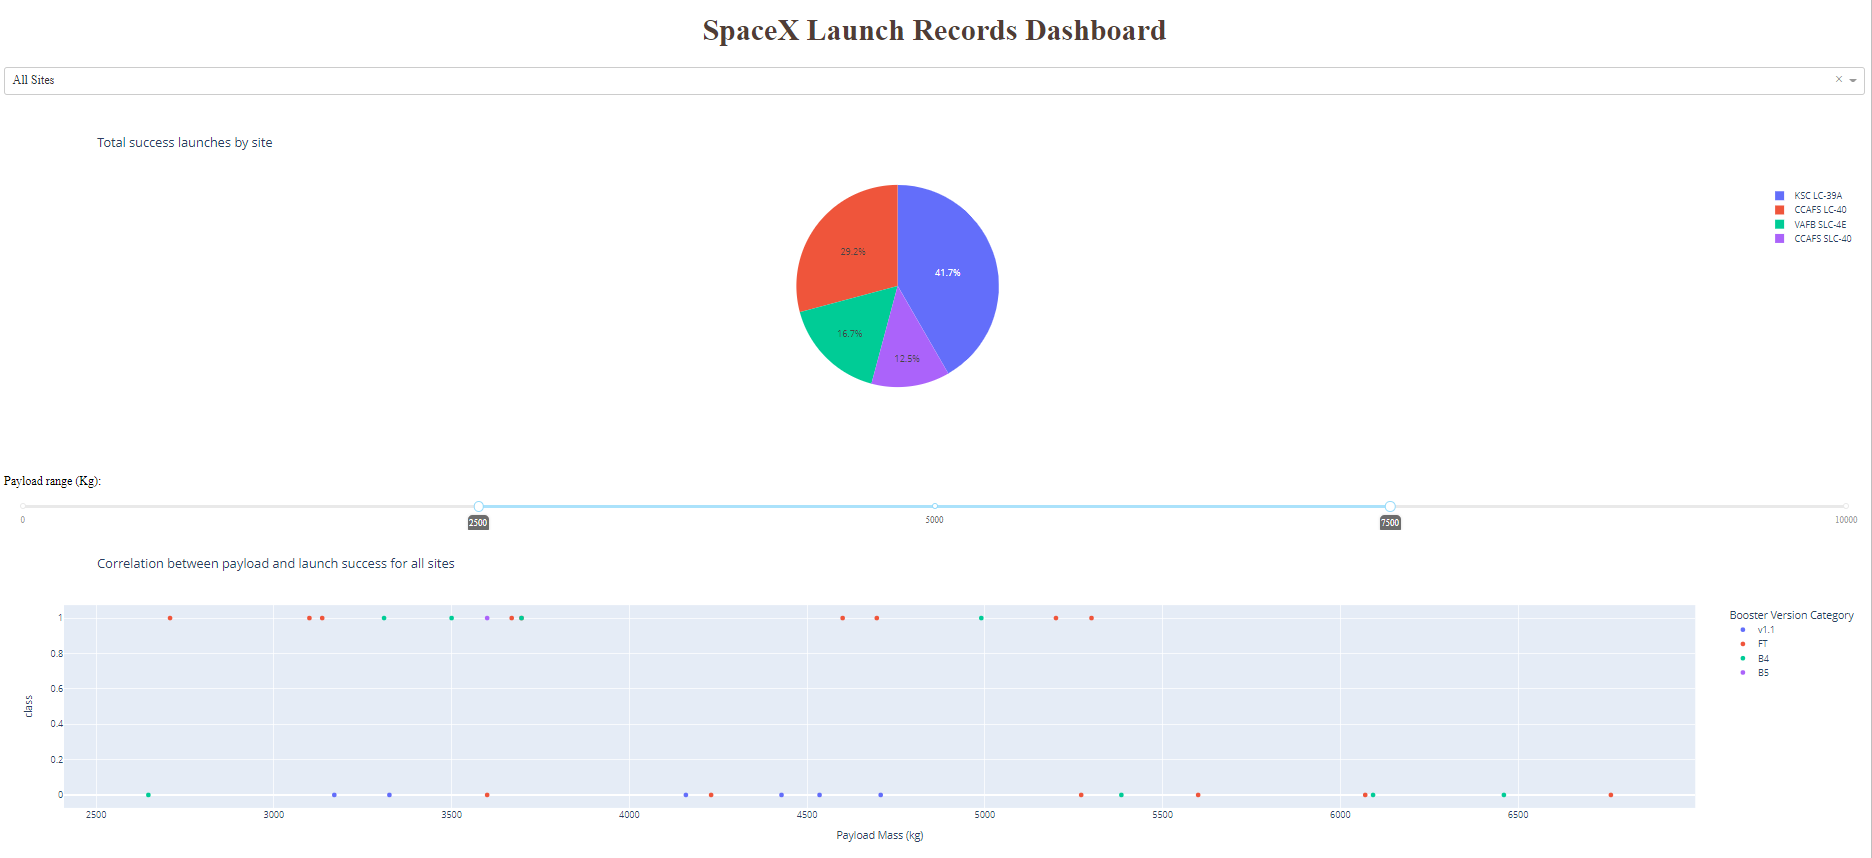 SpaceX Launch Records Dashboard
All Sites
Total success launches by site
KSC LC-39A
CCAFS LC-40
VAFB SLC-4E
CCAFS SLC-40
29.2%
41.7%
16.7%
12.5%
Payload range (Kg):
0 2500 5000 7500 10000
Correlation between payload and launch success for all sites
Booster Version Category
v1.1
FT
B4
B5
1
0.8
0.6
0.4
0.2
0
class
2500 3000 3500 4000 4500 5000 5500 6000 6500
Payload Mass (kg)